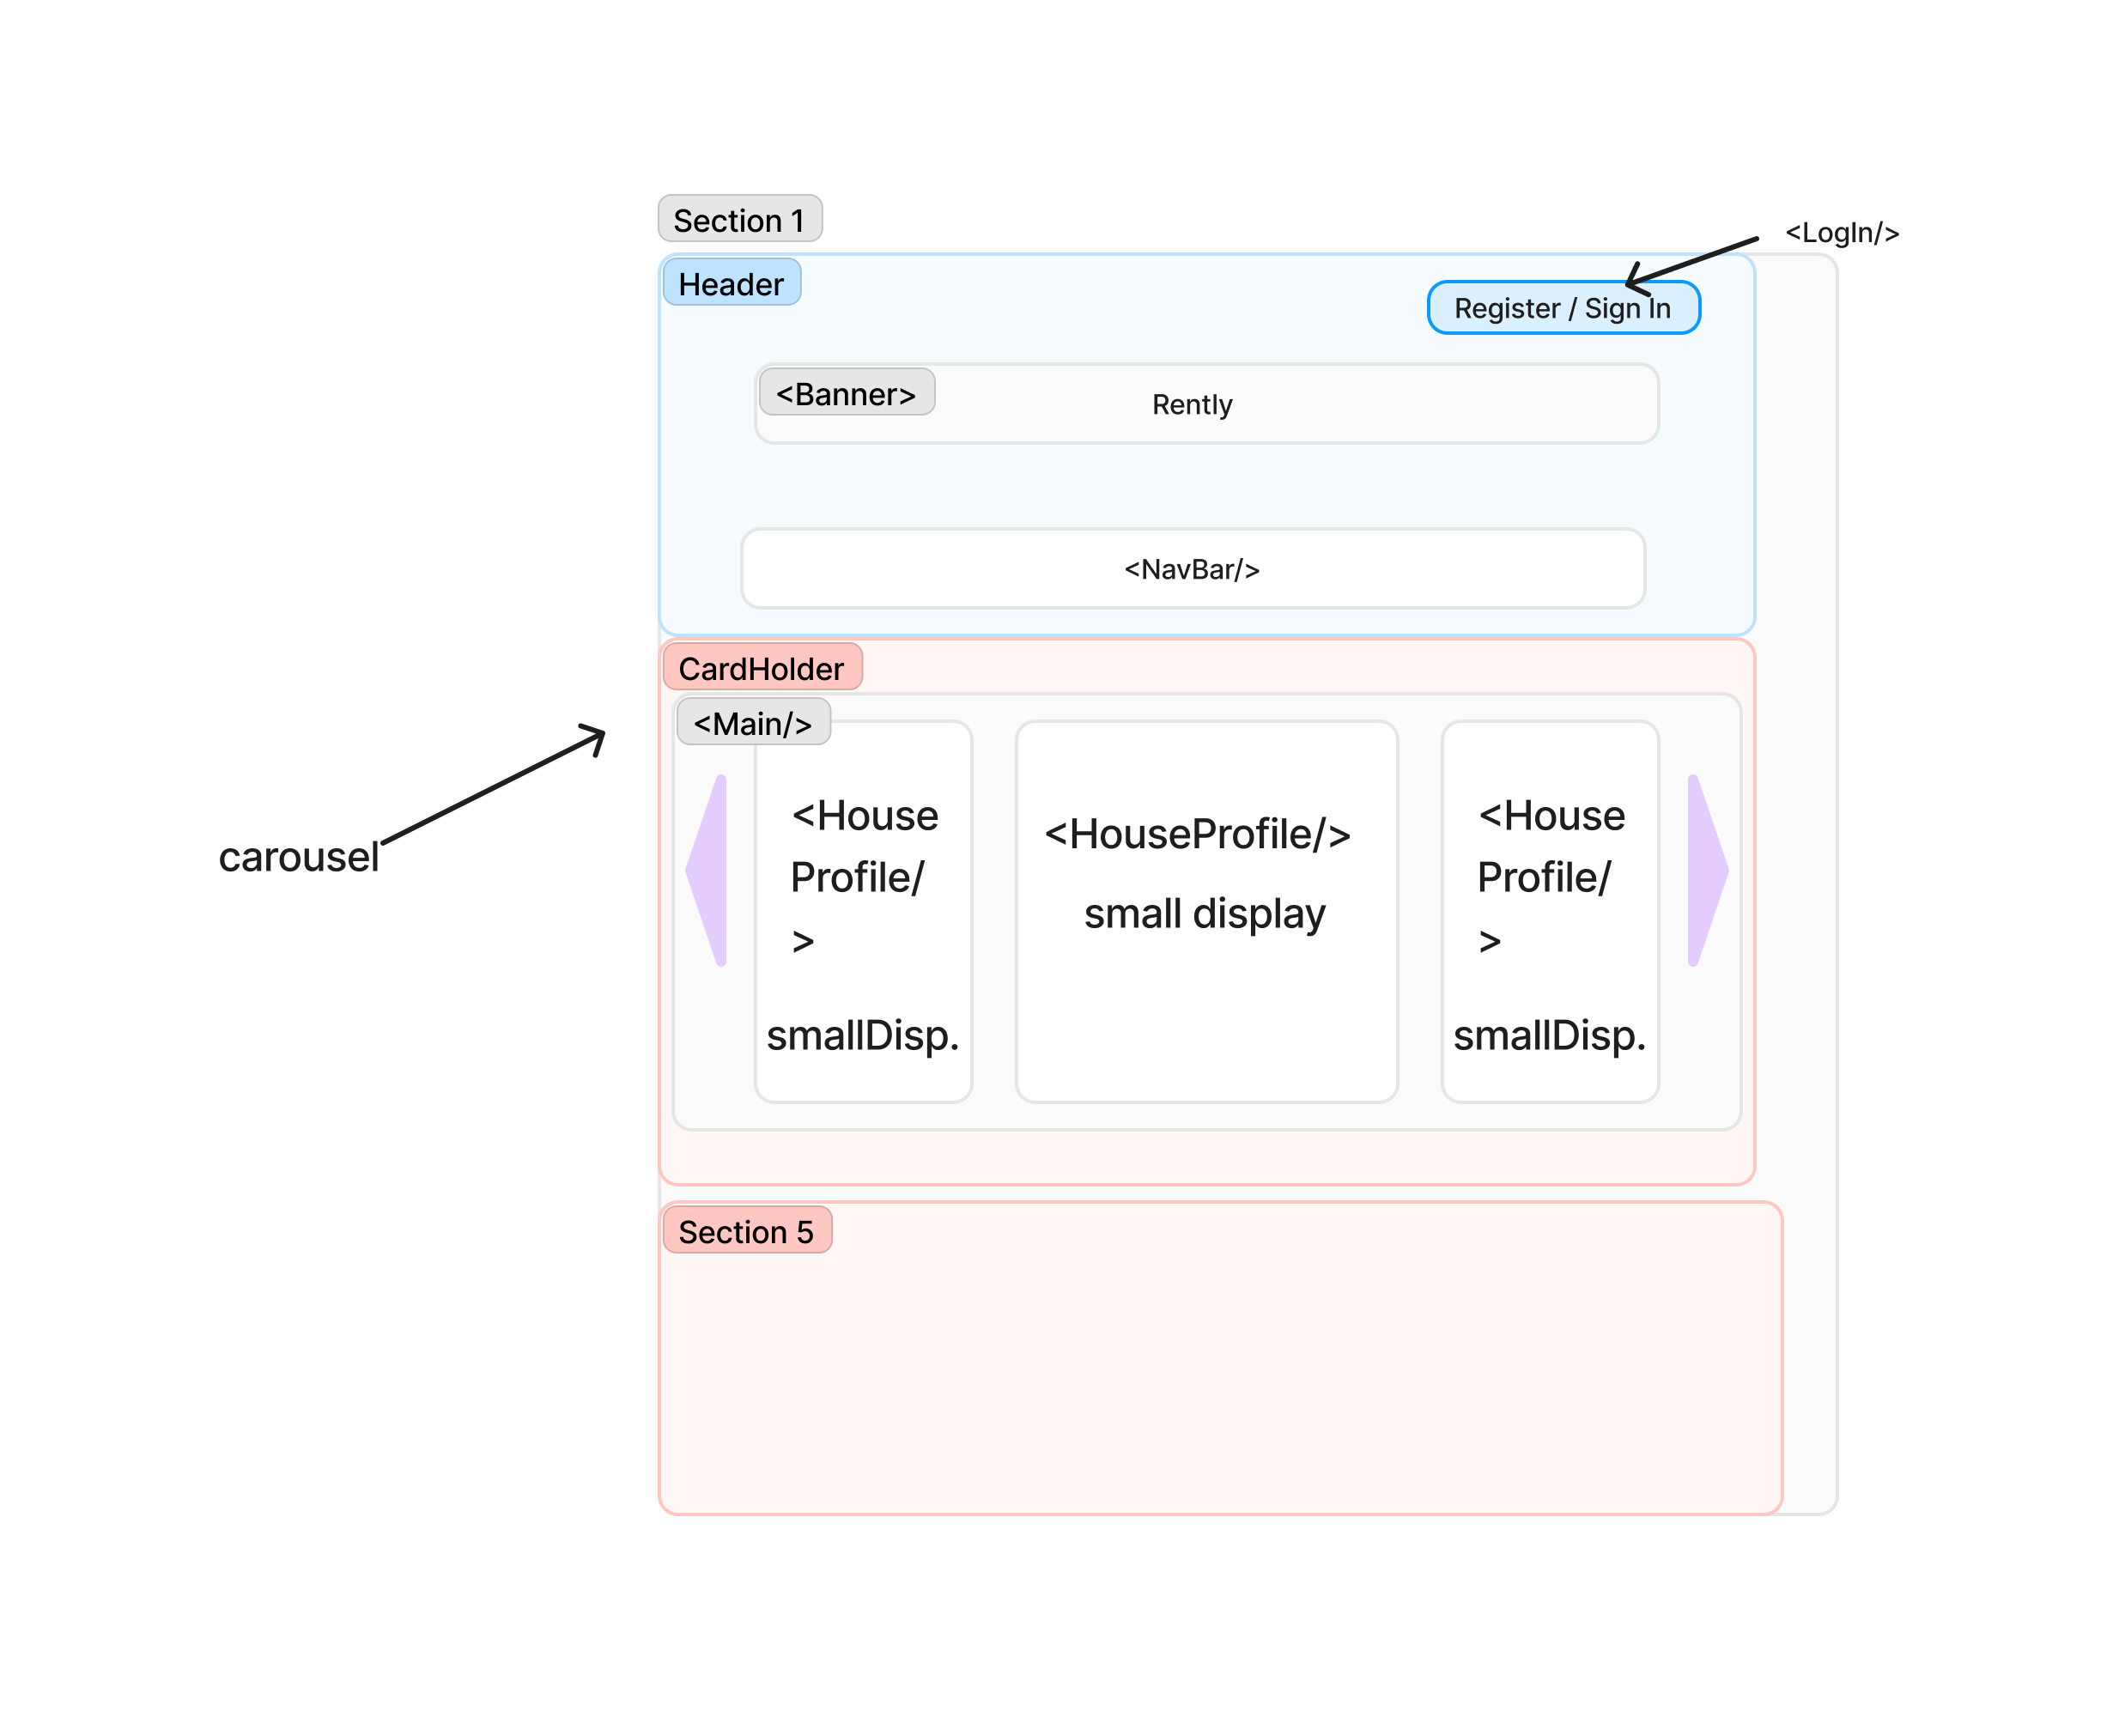 Section 1
<LogIn/>
Header
Register / Sign In
<Banner>
Rently
<NavBar/>
CardHolder
<Main/>
carousel
<House
Profile/
>
smallDisp.
<HouseProfile/>
small display
<House
Profile/
>
smallDisp.
Section 5